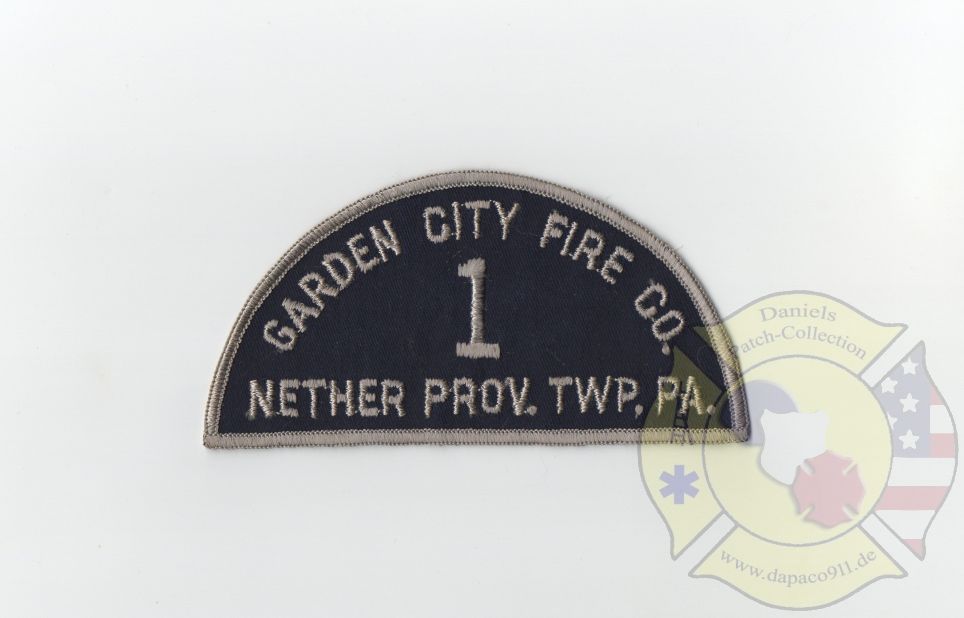 GARDEN CITY FIRE CO.
1
NETHER PROV. TWP. PA.
Daniels
Patch-Collection
www.dapaco911.de